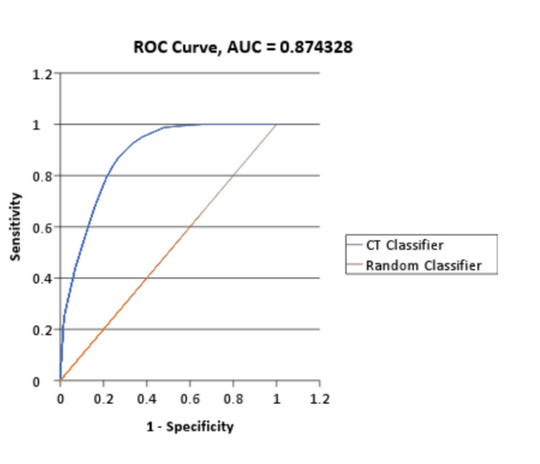 ROC Curve, AUC = 0.874328
1.2
1
0.8
0.6
0.4
0.2
0
Sensitivity
0 0.2 0.4 0.6 0.8 1 1.2
1 - Specificity
CT Classifier
Random Classifier